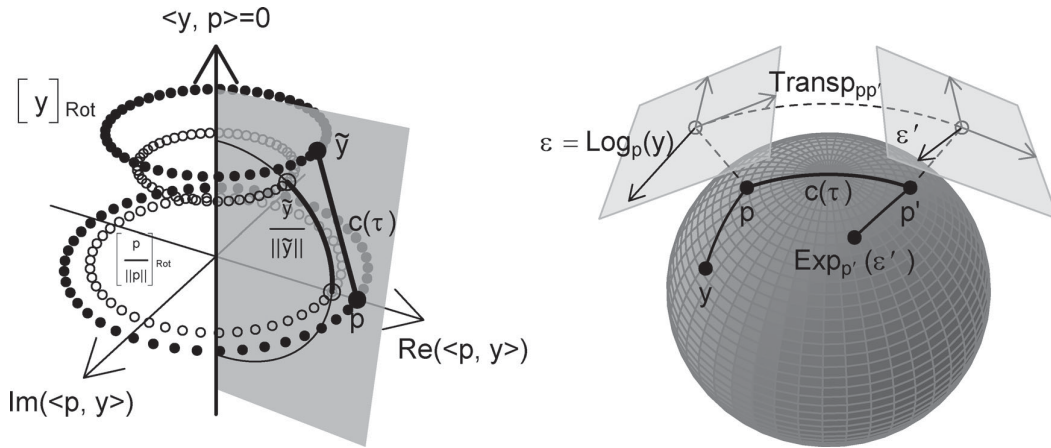 <y, p>=0
[y]Rot
ỹ
ỹ
||ỹ||
c(τ)
[p
||p||]Rot
p
Re(<p, y>)
Im(<p, y>)
Transp_pp′
ε = Log_p(y)
ε′
p
c(τ)
p'
Exp_p′(ε′)
y